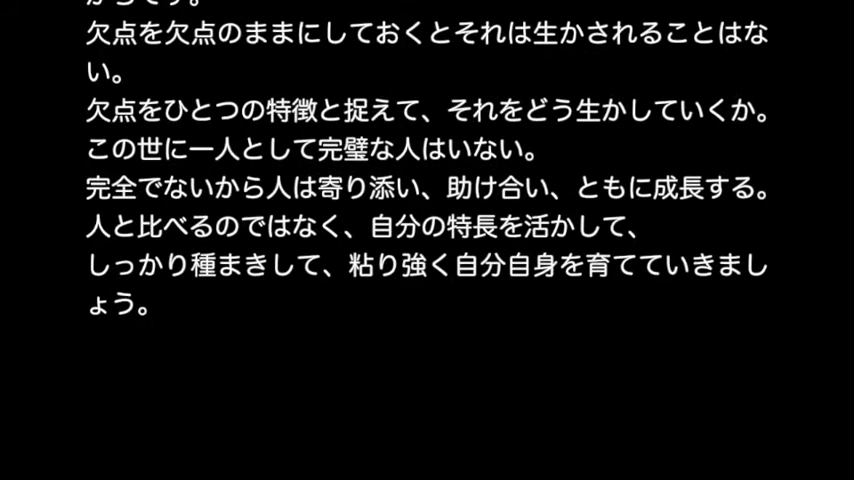 からです。
欠点を欠点のままにしておくとそれは生かされることはな
い。
欠点をひとつの特徴と捉えて、それをどう生かしていくか。
この世に一人として完璧な人はいない。
完全でないから人は寄り添い、助け合い、ともに成長する。
人と比べるのではなく、自分の特長を活かして、
しっかり種まきして、粘り強く自分自身を育てていきまし
ょう。